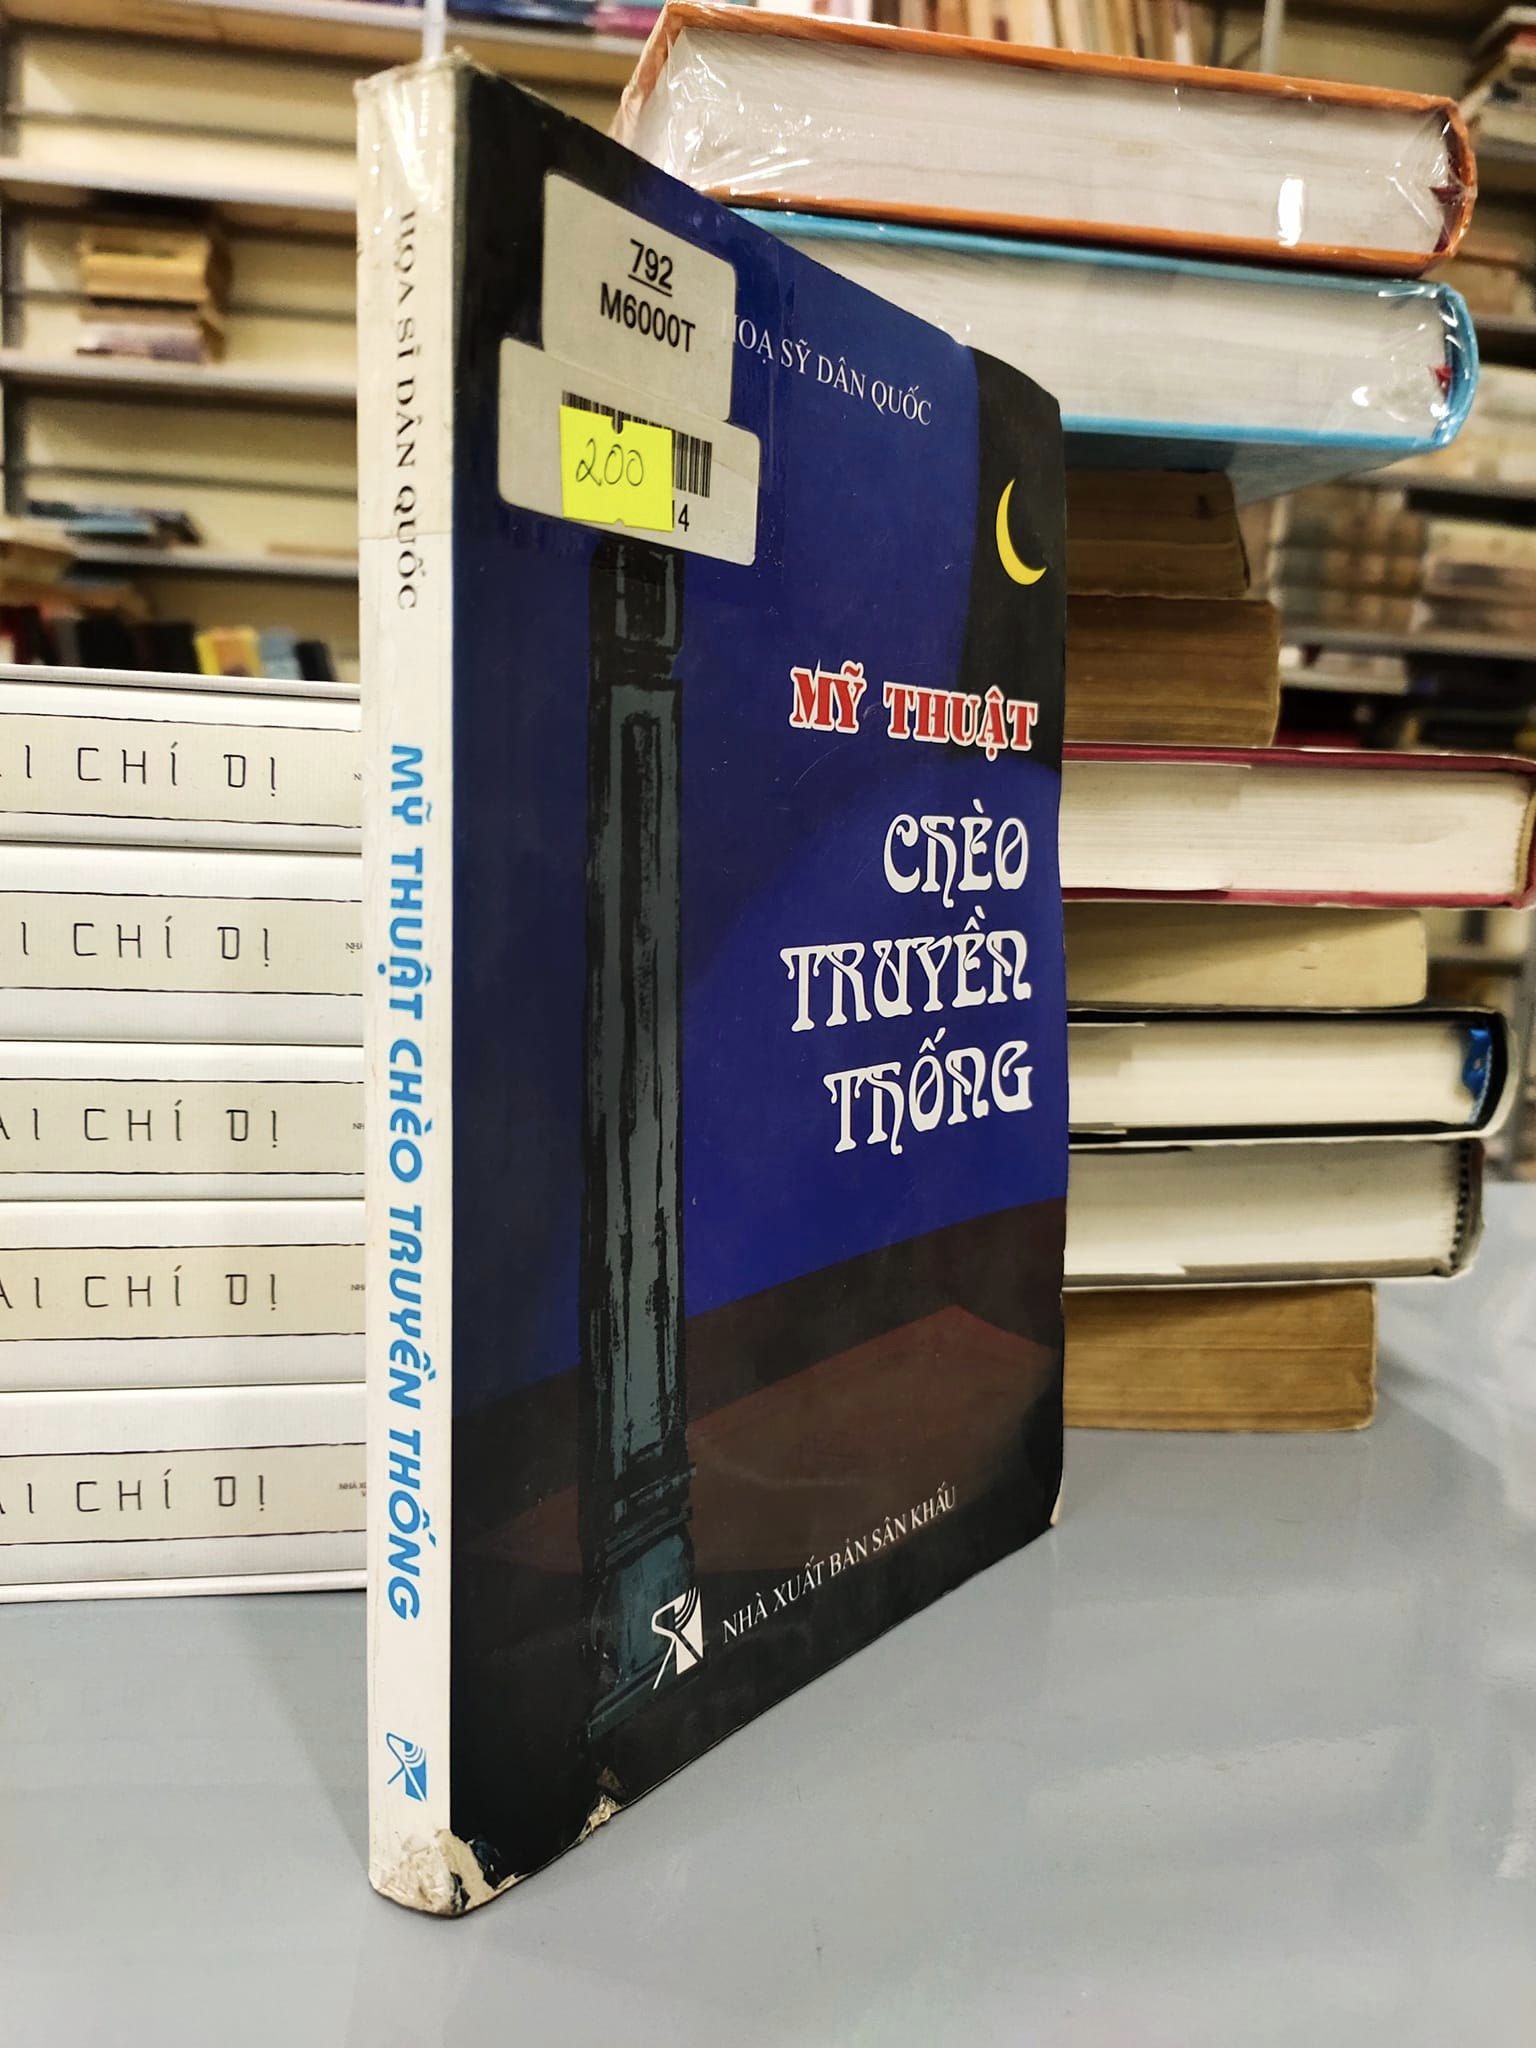 HỌA SĨ DÂN QUỐC
MỸ THUẬT CHÈO TRUYỀN THỐNG
792
M6000T
200
14
HOẠ SỸ DÂN QUỐC
MỸ THUẬT
CHÈO
TRUYỀN
THỐNG
NHÀ XUẤT BẢN SÂN KHẤU
I CHÍ DỊ
I CHÍ DỊ
AI CHÍ DỊ
AI CHÍ DỊ
AI CHÍ DỊ